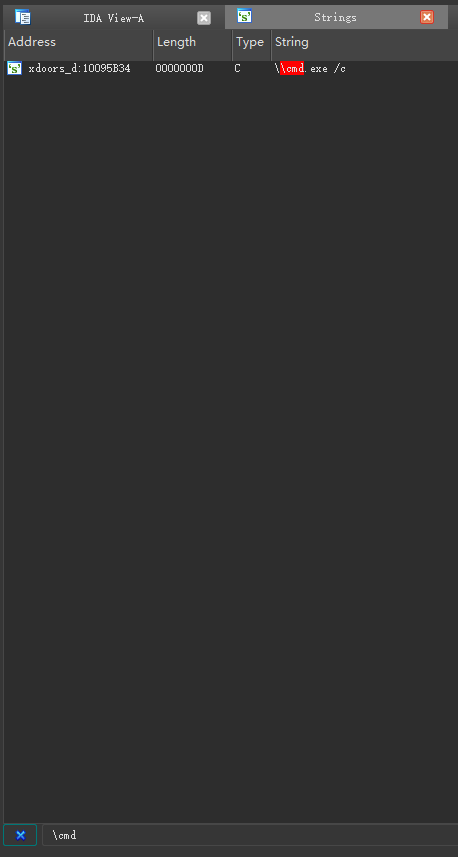 IDA View-A Strings
Address Length Type String
xdoors_d:10095B34 0000000D C \\cmd.exe /c
\cmd